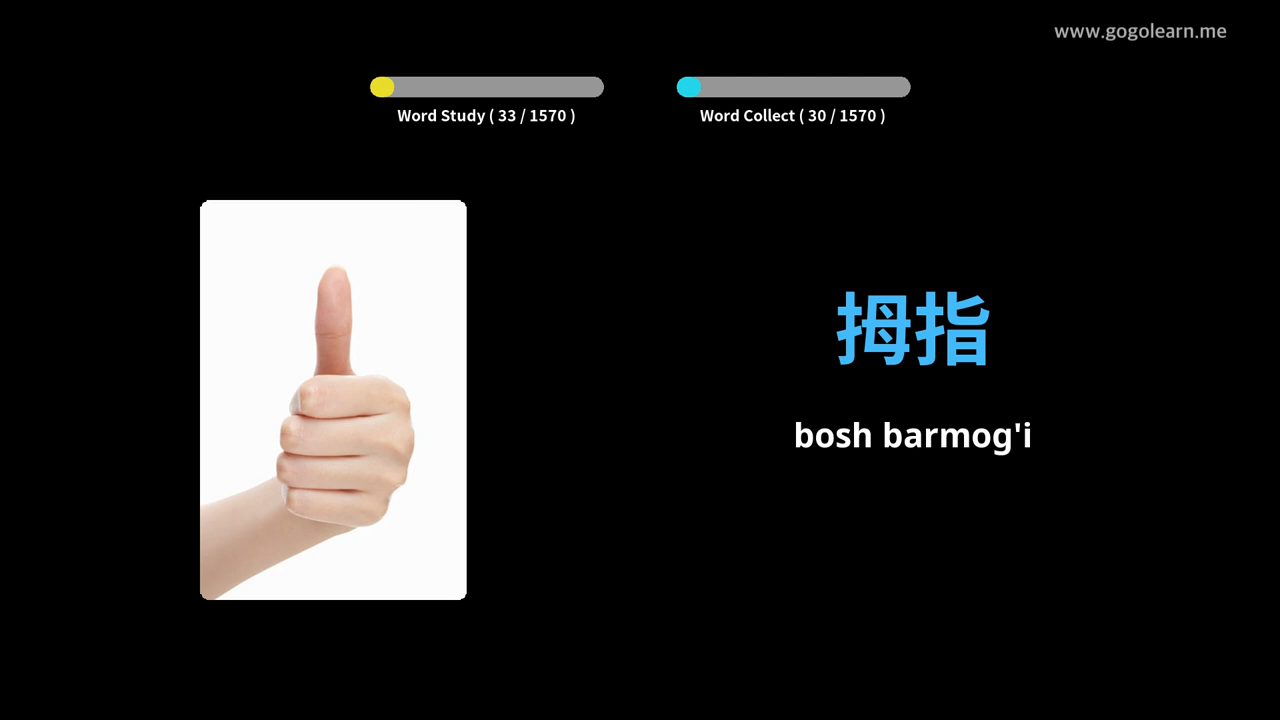 www.gogolearn.me
Word Study ( 33 / 1570 )
Word Collect ( 30 / 1570 )
拇指
bosh barmog'i